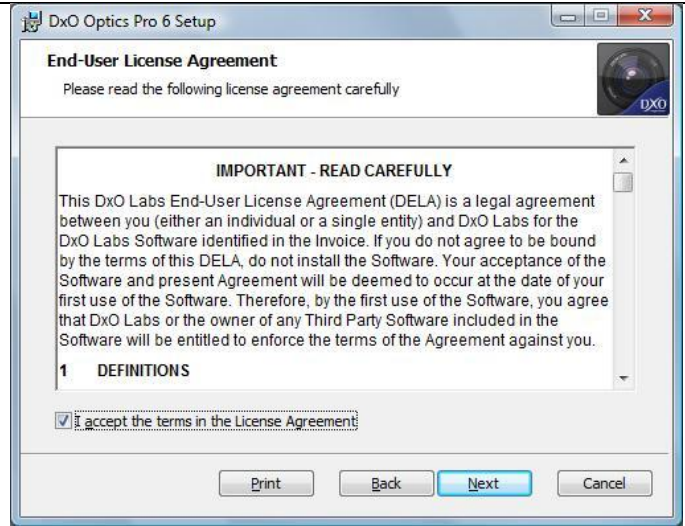 DxO Optics Pro 6 Setup
End-User License Agreement
Please read the following license agreement carefully
DXO
IMPORTANT - READ CAREFULLY
This DxO Labs End-User License Agreement (DELA) is a legal agreement
between you (either an individual or a single entity) and DxO Labs for the
DxO Labs Software identified in the Invoice. If you do not agree to be bound
by the terms of this DELA, do not install the Software. Your acceptance of the
Software and present Agreement will be deemed to occur at the date of your
first use of the Software. Therefore, by the first use of the Software, you agree
that DxO Labs or the owner of any Third Party Software included in the
Software will be entitled to enforce the terms of the Agreement against you.
1 DEFINITIONS
I accept the terms in the License Agreement
Print Back Next Cancel